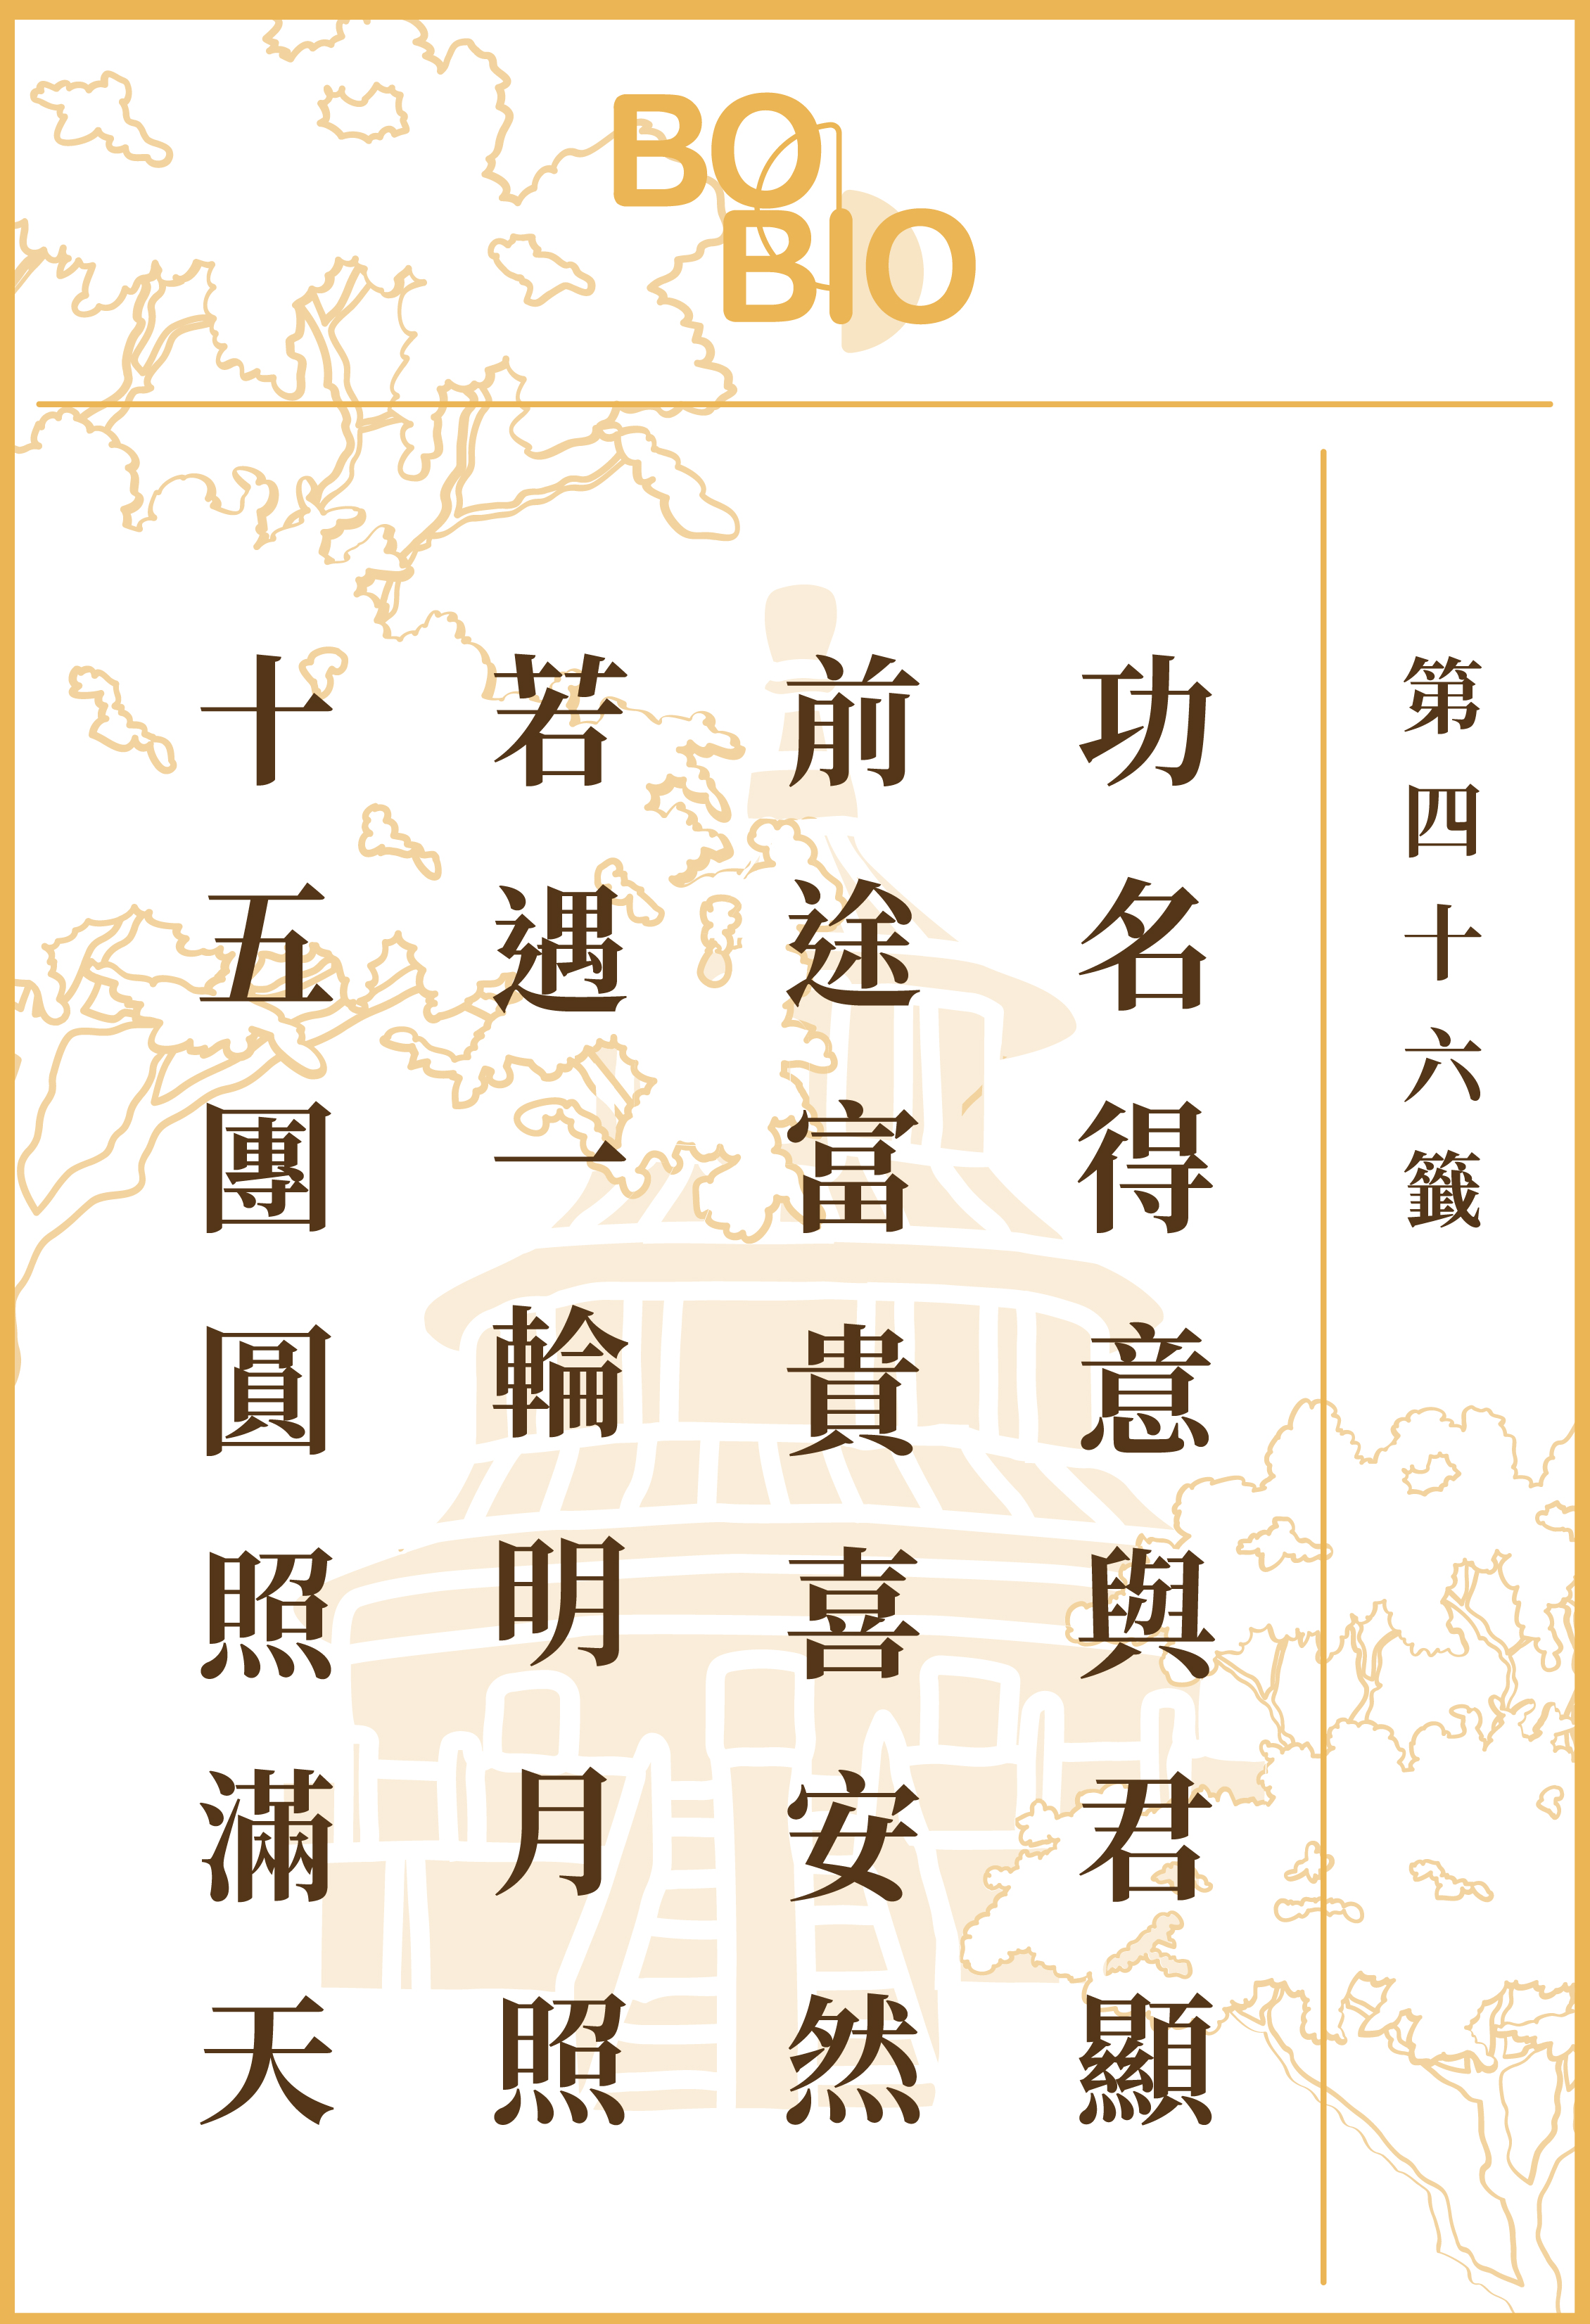 BO
BIO
第四十六籤
功名得意與君顯
前途富貴喜安然
若遇一輪明月照
十五團圓照滿天